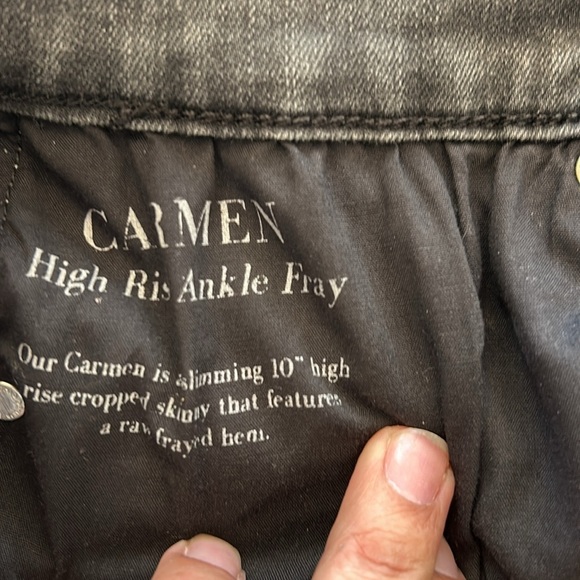 CARMEN
High Ris Ankle Fray
Our Carmen is slimming 10" high
rise cropped skinny that features
a raw frayed hem.